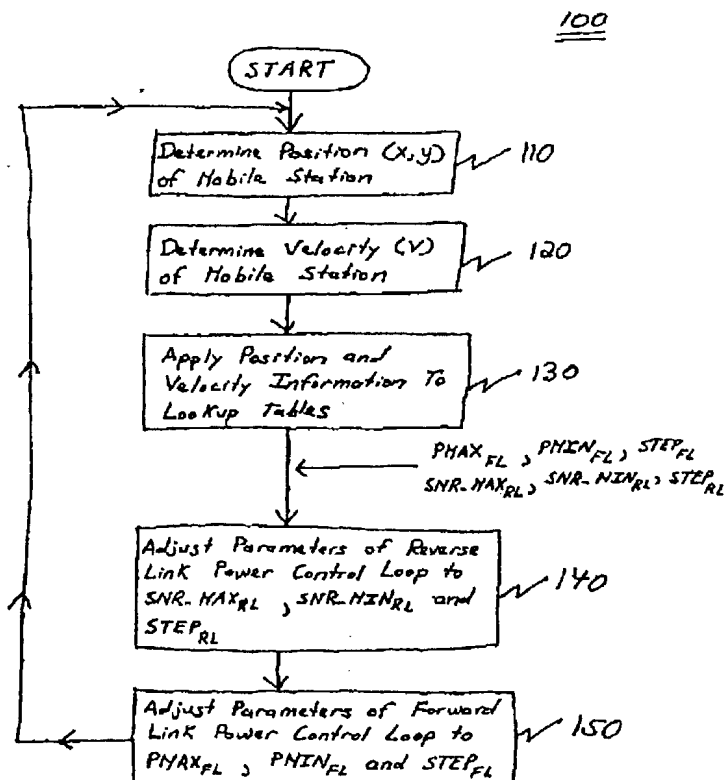 100
START
Determine Position (x,y)
of Mobile Station
110
Determine Velocity (V)
of Mobile Station
120
Apply Position and
Velocity Information To
Lookup Tables
130
PMAX_FL, PMIN_FL, STEP_FL
SNR-MAX_RL, SNR-MIN_RL, STEP_RL
Adjust Parameters of Reverse
Link Power Control Loop to
SNR-MAX_RL, SNR-MIN_RL and
STEP_RL
140
Adjust Parameters of Forward
Link Power Control Loop to
PMAX_FL, PMIN_FL and STEP_FL
150